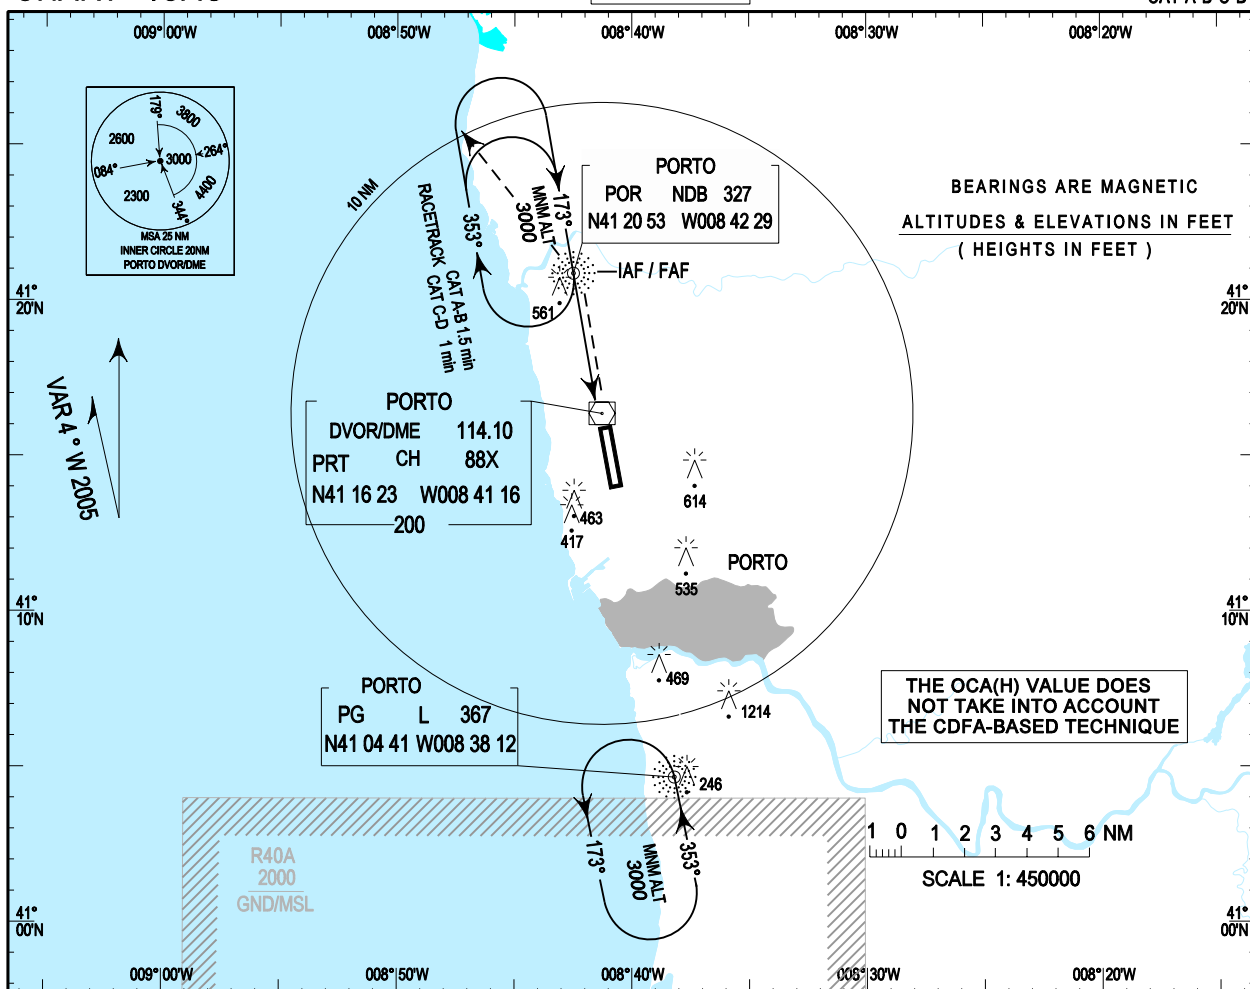 009° 00'W
008° 50'W
008° 40'W
008° 30'W
008° 20'W
179°
3800
2600
264°
3000
084°
2300
4400
344°
MSA 25 NM
INNER CIRCLE 20NM
PORTO DVOR/DME
10 NM
PORTO
POR NDB 327
N41 20 53 W008 42 29
BEARINGS ARE MAGNETIC
ALTITUDES & ELEVATIONS IN FEET
( HEIGHTS IN FEET )
173°
MNM ALT
3000
353°
RACETRACK CAT A-B 1.5 min
CAT C-D 1 min
IAF / FAF
561
41°
20'N
41°
20'N
VAR 4° W 2005
PORTO
DVOR/DME 114.10
PRT CH 88X
N41 16 23 W008 41 16
200
614
463
417
535
PORTO
41°
10'N
41°
10'N
469
1214
PORTO
PG L 367
N41 04 41 W008 38 12
THE OCA(H) VALUE DOES
NOT TAKE INTO ACCOUNT
THE CDFA-BASED TECHNIQUE
246
R40A
2000
GND/MSL
173°
MNM ALT
3000
353°
1 0 1 2 3 4 5 6 NM
SCALE 1: 450000
41°
00'N
41°
00'N
009° 00'W
008° 50'W
008° 40'W
008° 30'W
008° 20'W